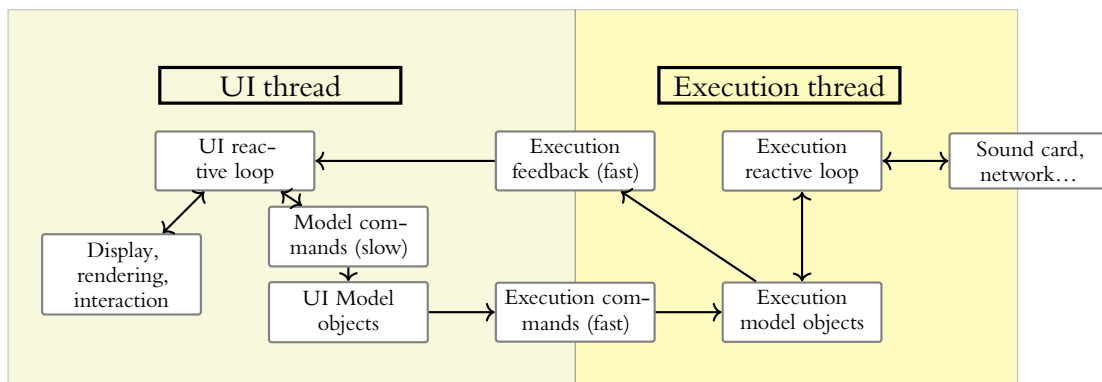 UI thread
Execution thread
UI reac-
tive loop
Execution
feedback (fast)
Execution
reactive loop
Sound card,
network…
Model com-
mands (slow)
Display,
rendering,
interaction
UI Model
objects
Execution com-
mands (fast)
Execution
model objects